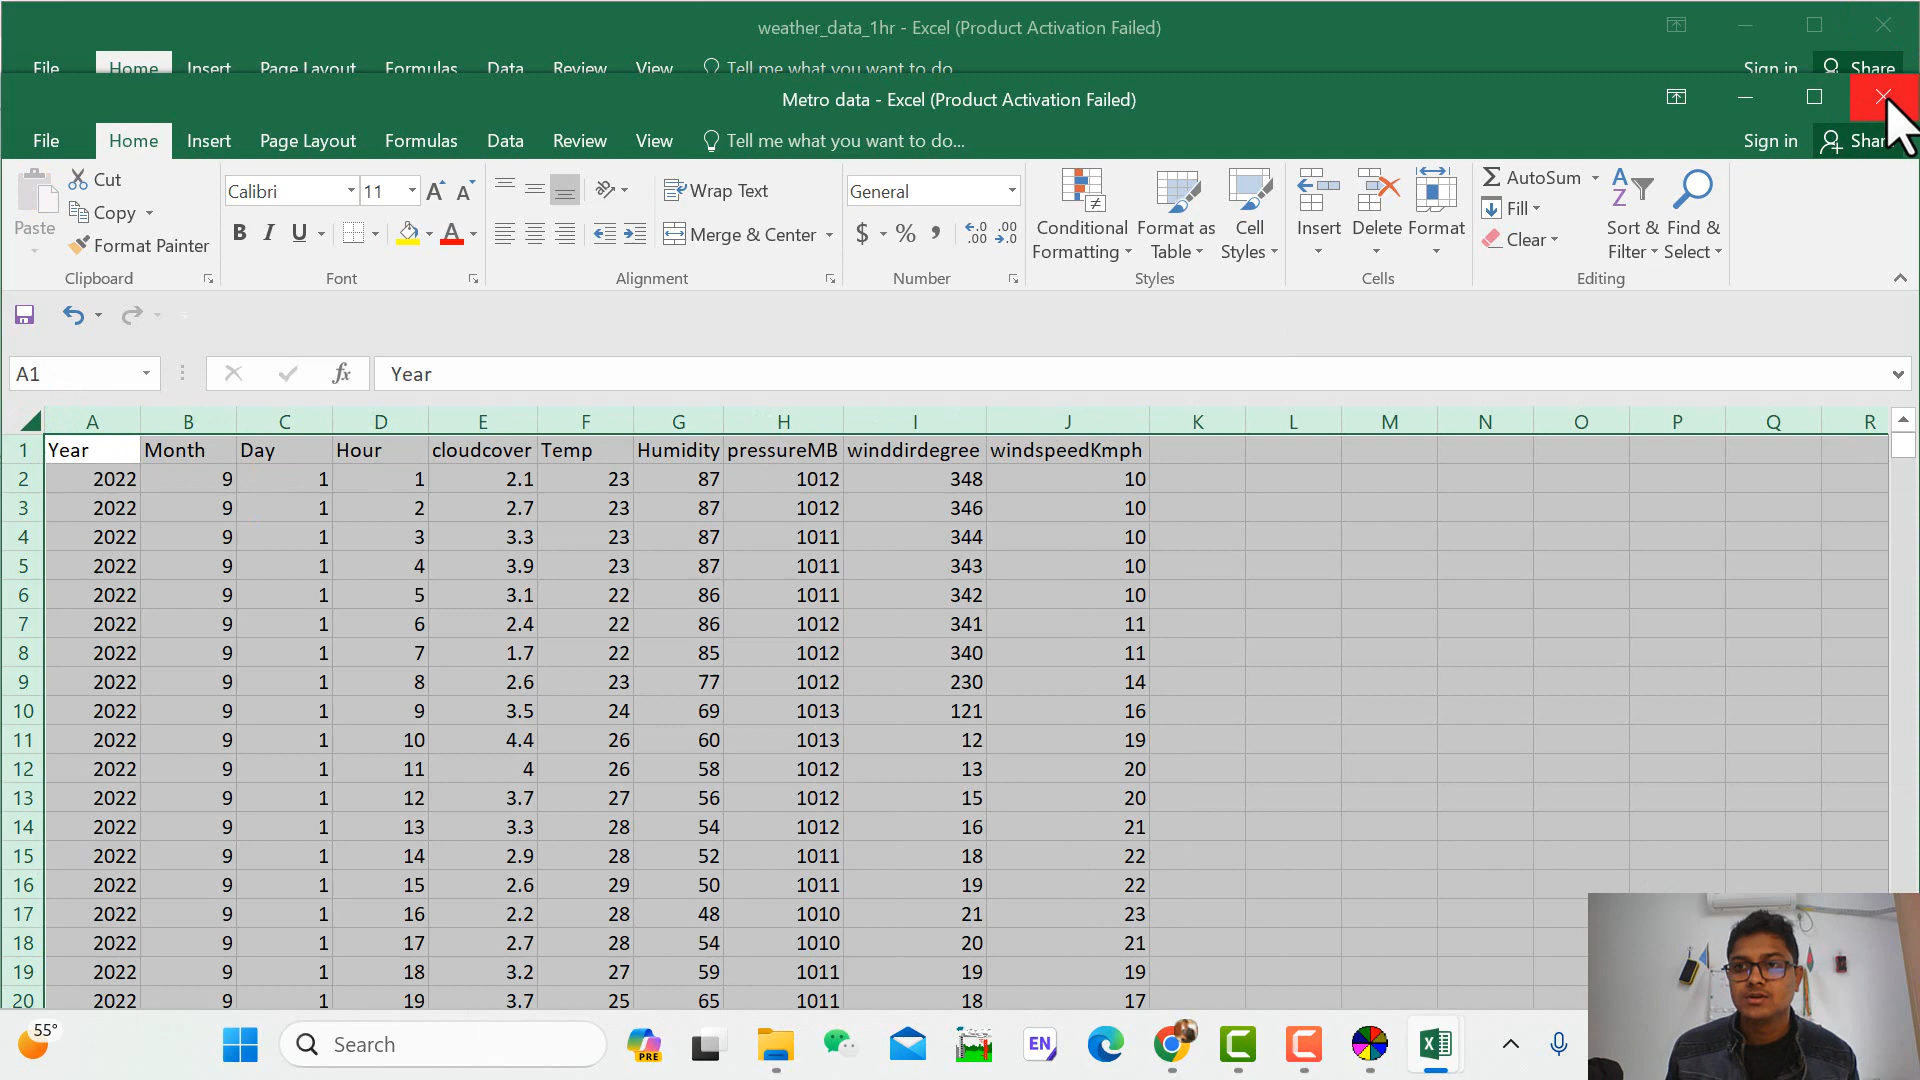 weather_data_1hr - Excel (Product Activation Failed)
File Home Insert Page Layout Formulas Data Review View Tell me what you want to do Sign in Share
Metro data - Excel (Product Activation Failed)
File Home Insert Page Layout Formulas Data Review View Tell me what you want to do... Sign in Shar
Paste Cut Copy Format Painter
Clipboard
Calibri 11
B I U A
Font
Wrap Text
Merge & Center
Alignment
General
$ % , .0 .00 .00 .0
Number
Conditional Formatting Format as Table Cell Styles
Styles
Insert Delete Format
Cells
AutoSum Fill Clear
Sort & Filter Find & Select
Editing
A1 fx Year
A B C D E F G H I J K L M N O P Q R
1 Year Month Day Hour cloudcover Temp Humidity pressureMB winddirdegree windspeedKmph
2 2022 9 1 1 2.1 23 87 1012 348 10
3 2022 9 1 2 2.7 23 87 1012 346 10
4 2022 9 1 3 3.3 23 87 1011 344 10
5 2022 9 1 4 3.9 23 87 1011 343 10
6 2022 9 1 5 3.1 22 86 1011 342 10
7 2022 9 1 6 2.4 22 86 1012 341 11
8 2022 9 1 7 1.7 22 85 1012 340 11
9 2022 9 1 8 2.6 23 77 1012 230 14
10 2022 9 1 9 3.5 24 69 1013 121 16
11 2022 9 1 10 4.4 26 60 1013 12 19
12 2022 9 1 11 4 26 58 1012 13 20
13 2022 9 1 12 3.7 27 56 1012 15 20
14 2022 9 1 13 3.3 28 54 1012 16 21
15 2022 9 1 14 2.9 28 52 1011 18 22
16 2022 9 1 15 2.6 29 50 1011 19 22
17 2022 9 1 16 2.2 28 48 1010 21 23
18 2022 9 1 17 2.7 28 54 1010 20 21
19 2022 9 1 18 3.2 27 59 1011 19 19
20 2022 9 1 19 3.7 25 65 1011 18 17
55° Search PRE EN